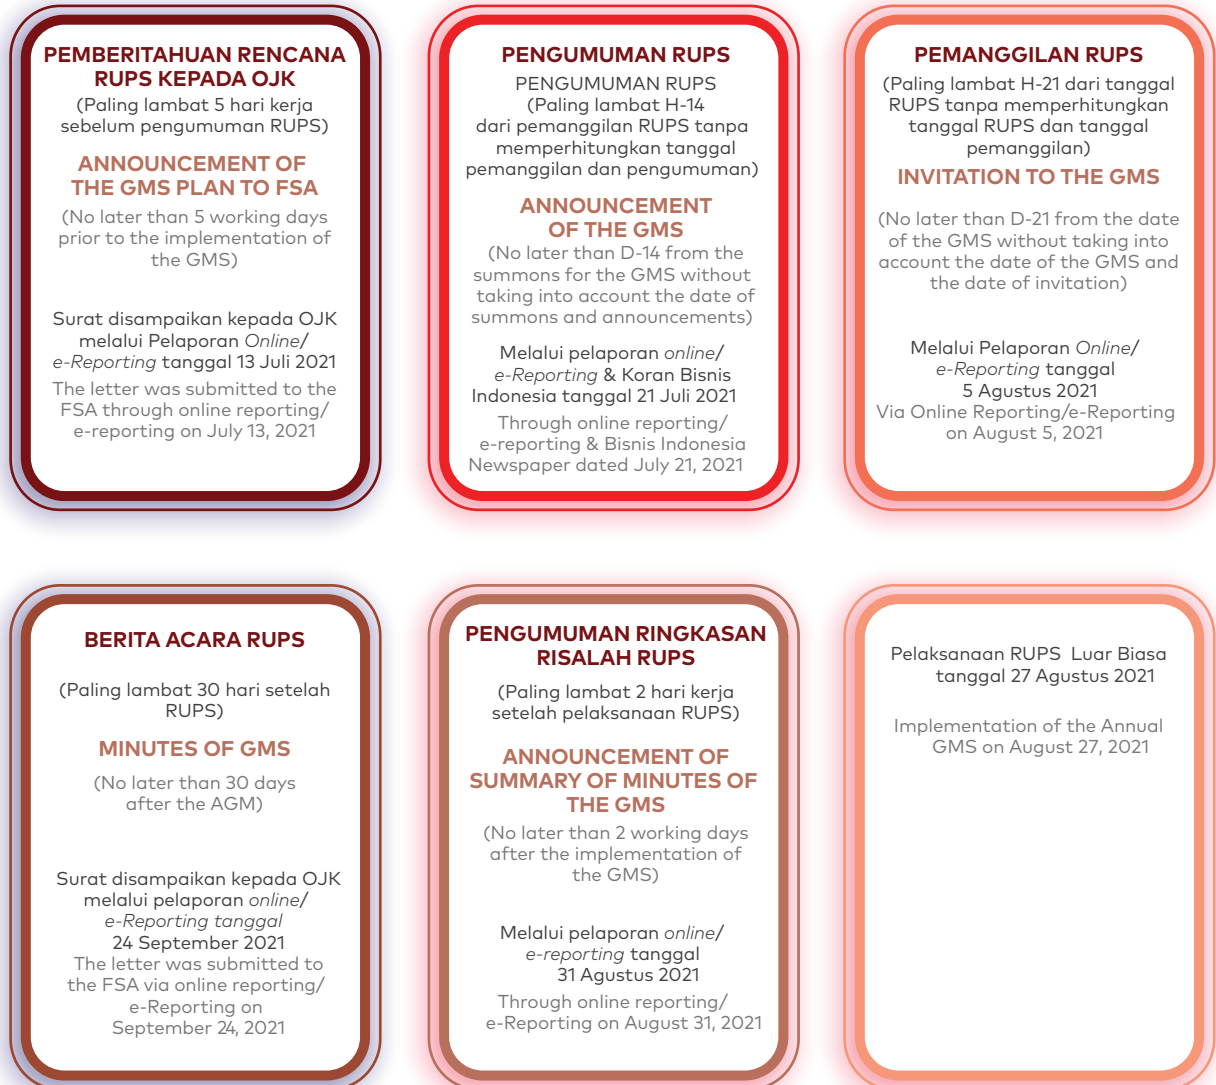 PEMBERITAHUAN RENCANA
RUPS KEPADA OJK
(Paling lambat 5 hari kerja
sebelum pengumuman RUPS)
ANNOUNCEMENT OF
THE GMS PLAN TO FSA
(No later than 5 working days
prior to the implementation of
the GMS)
Surat disampaikan kepada OJK
melalui Pelaporan Online/
e-Reporting tanggal 13 Juli 2021
The letter was submitted to the
FSA through online reporting/
e-reporting on July 13, 2021
PENGUMUMAN RUPS
PENGUMUMAN RUPS
(Paling lambat H-14
dari pemanggilan RUPS tanpa
memperhitungkan tanggal
pemanggilan dan pengumuman)
ANNOUNCEMENT
OF THE GMS
(No later than D-14 from the
summons for the GMS without
taking into account the date of
summons and announcements)
Melalui pelaporan online/
e-Reporting & Koran Bisnis
Indonesia tanggal 21 Juli 2021
Through online reporting/
e-reporting & Bisnis Indonesia
Newspaper dated July 21, 2021
PEMANGGILAN RUPS
(Paling lambat H-21 dari tanggal
RUPS tanpa memperhitungkan
tanggal RUPS dan tanggal
pemanggilan)
INVITATION TO THE GMS
(No later than D-21 from the date
of the GMS without taking into
account the date of the GMS and
the date of invitation)
Melalui Pelaporan Online/
e-Reporting tanggal
5 Agustus 2021
Via Online Reporting/e-Reporting
on August 5, 2021
BERITA ACARA RUPS
(Paling lambat 30 hari setelah
RUPS)
MINUTES OF GMS
(No later than 30 days
after the AGM)
Surat disampaikan kepada OJK
melalui pelaporan online/
e-Reporting tanggal
24 September 2021
The letter was submitted to
the FSA via online reporting/
e-Reporting on
September 24, 2021
PENGUMUMAN RINGKASAN
RISALAH RUPS
(Paling lambat 2 hari kerja
setelah pelaksanaan RUPS)
ANNOUNCEMENT OF
SUMMARY OF MINUTES OF
THE GMS
(No later than 2 working days
after the implementation of
the GMS)
Melalui pelaporan online/
e-reporting tanggal
31 Agustus 2021
Through online reporting/
e-Reporting on August 31, 2021
Pelaksanaan RUPS Luar Biasa
tanggal 27 Agustus 2021
Implementation of the Annual
GMS on August 27, 2021